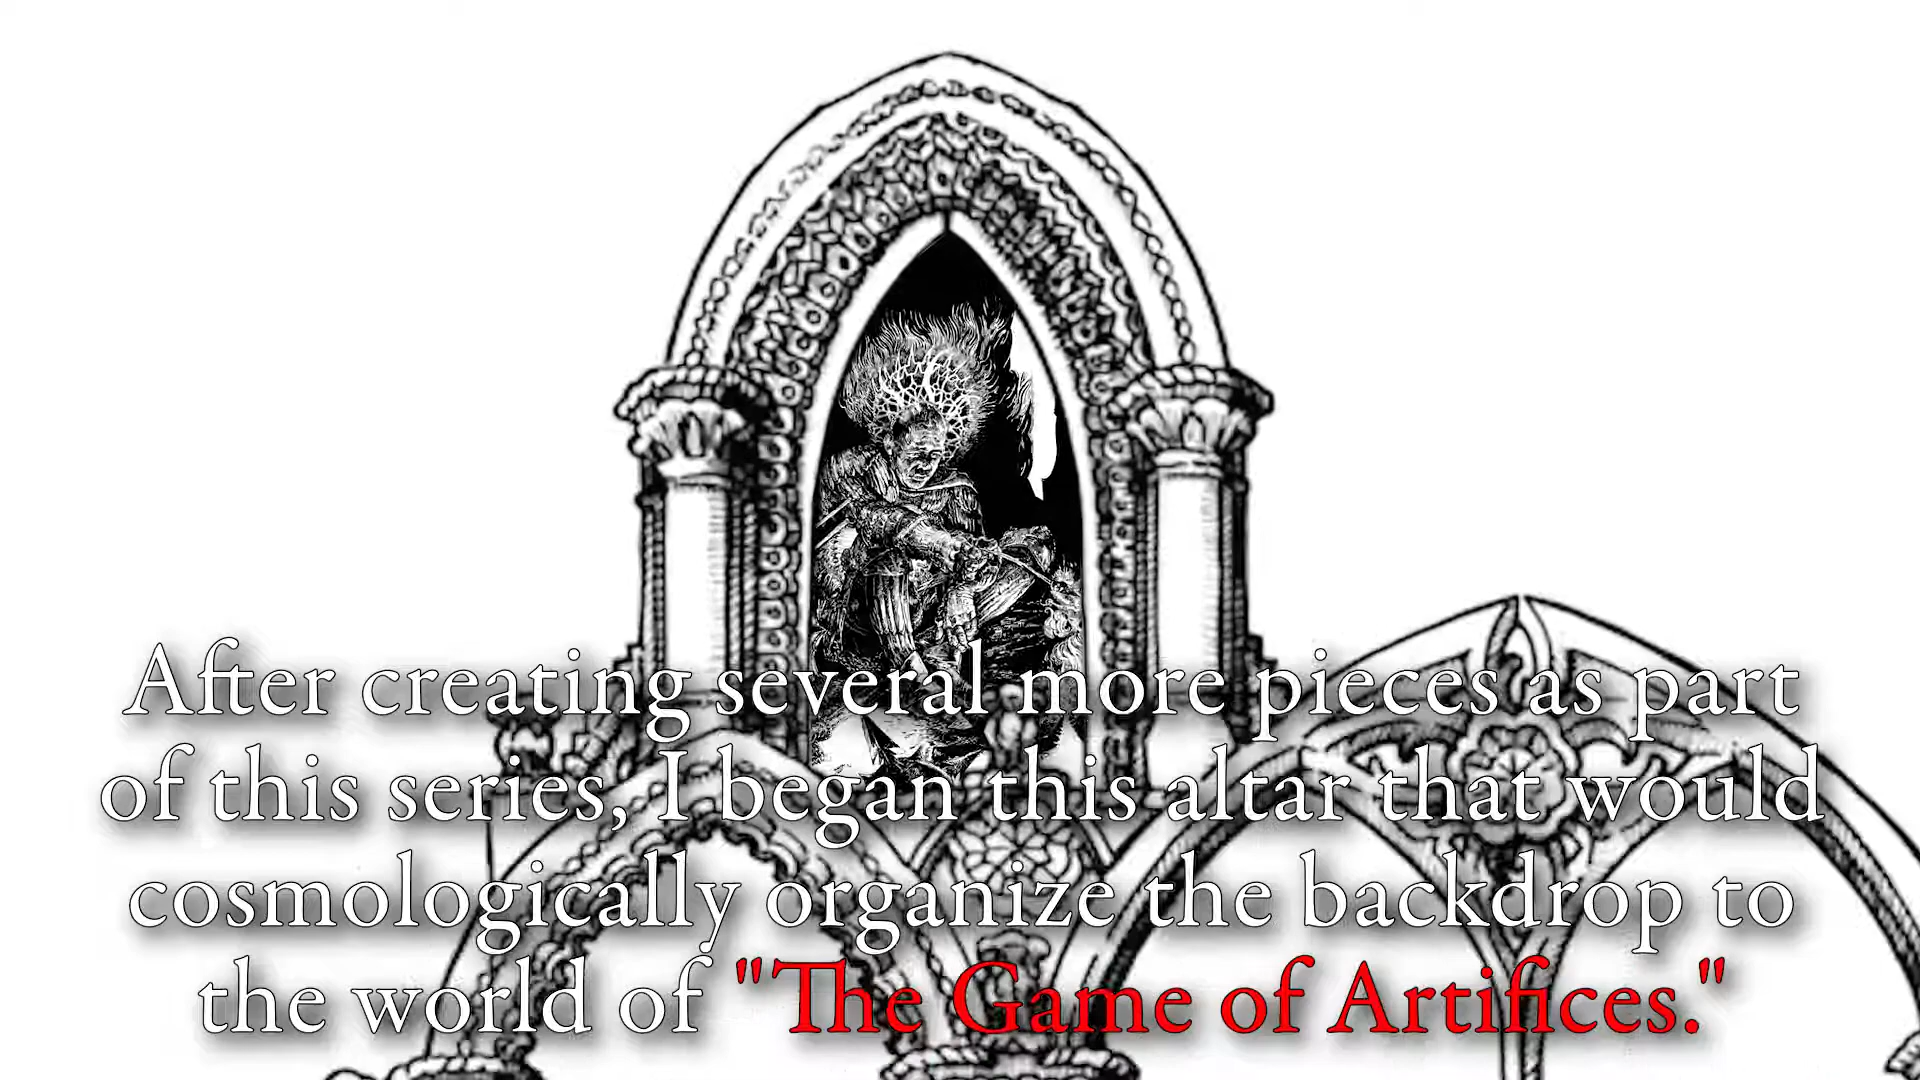 After creating several more pieces as part
of this series, I began this altar that would
cosmologically organize the backdrop to
the world of "The Game of Artifices."